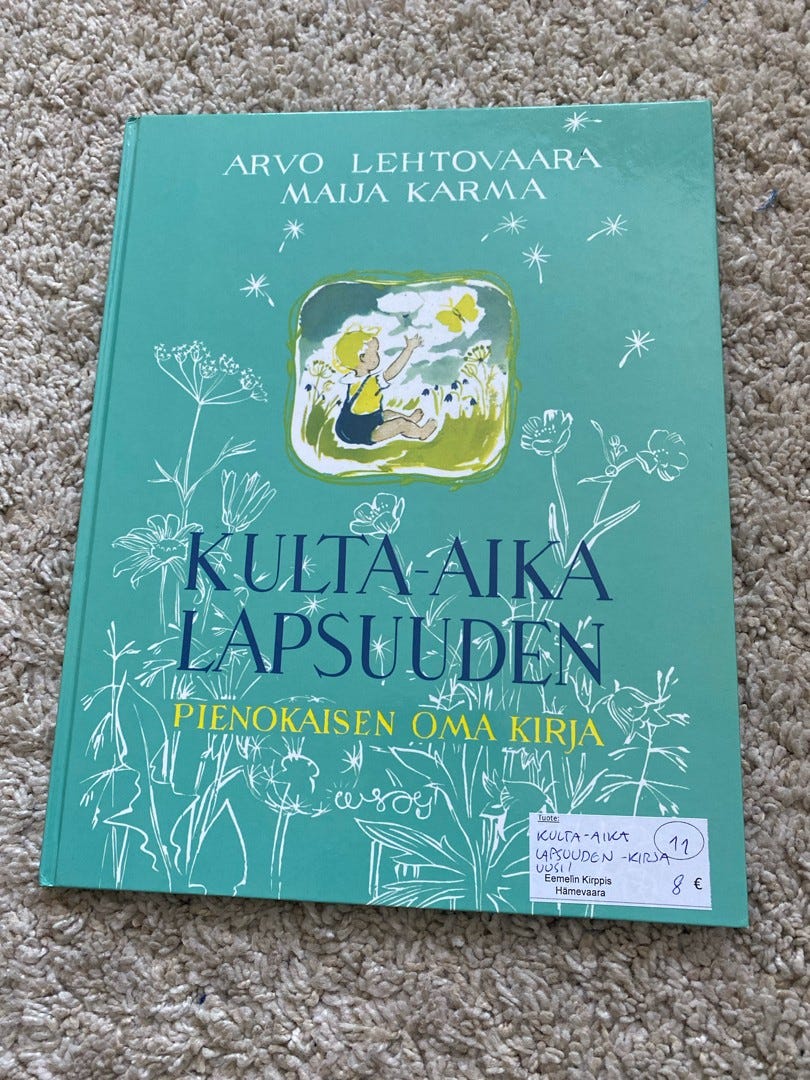 ARVO LEHTOVAARA
MAIJA KARMA
KULTA-AIKA
LAPSUUDEN
PIENOKAISEN OMA KIRJA
wsoy
Tuote:
KULTA-AIKA
LAPSUUDEN -KIRJA
UUSI!
11
Eemelin Kirppis
Hämevaara
8 €